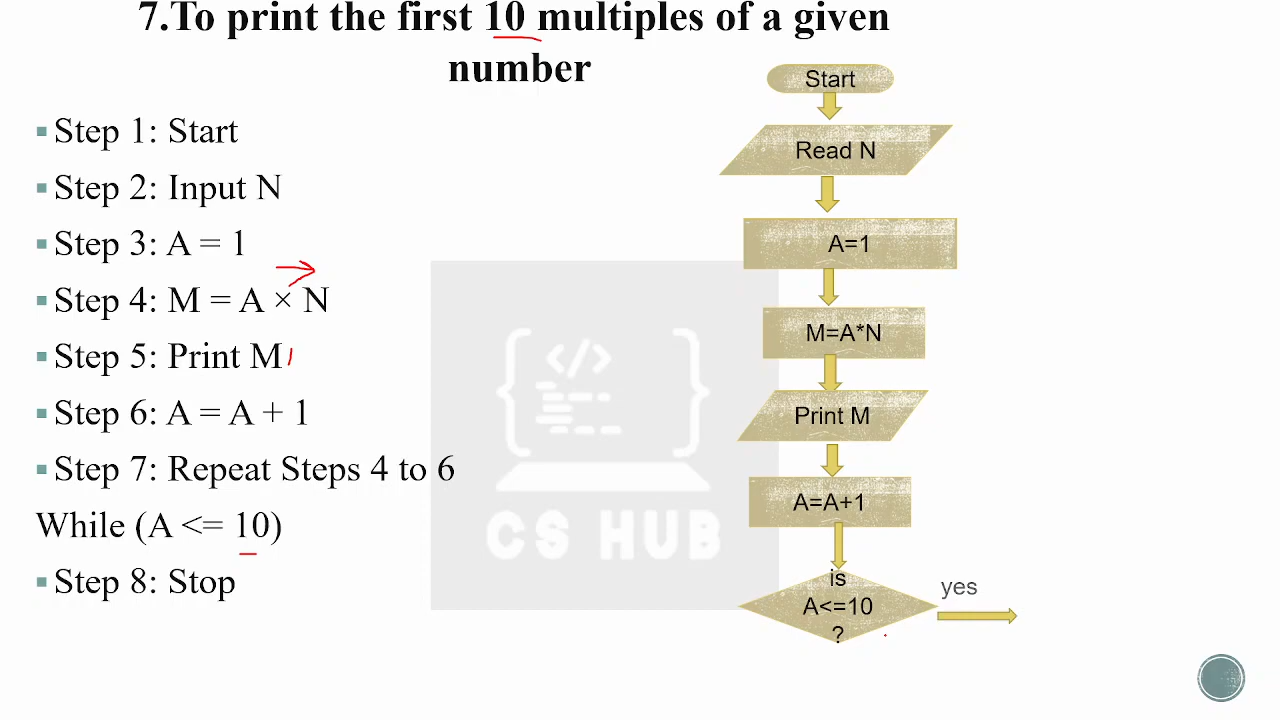 7.To print the first 10 multiples of a given
number
Step 1: Start
Step 2: Input N
Step 3: A = 1
Step 4: M = A × N
Step 5: Print M
Step 6: A = A + 1
Step 7: Repeat Steps 4 to 6
While (A <= 10)
Step 8: Stop
Start
Read N
A=1
M=A*N
Print M
A=A+1
is
A<=10
?
yes
</>
CS HUB